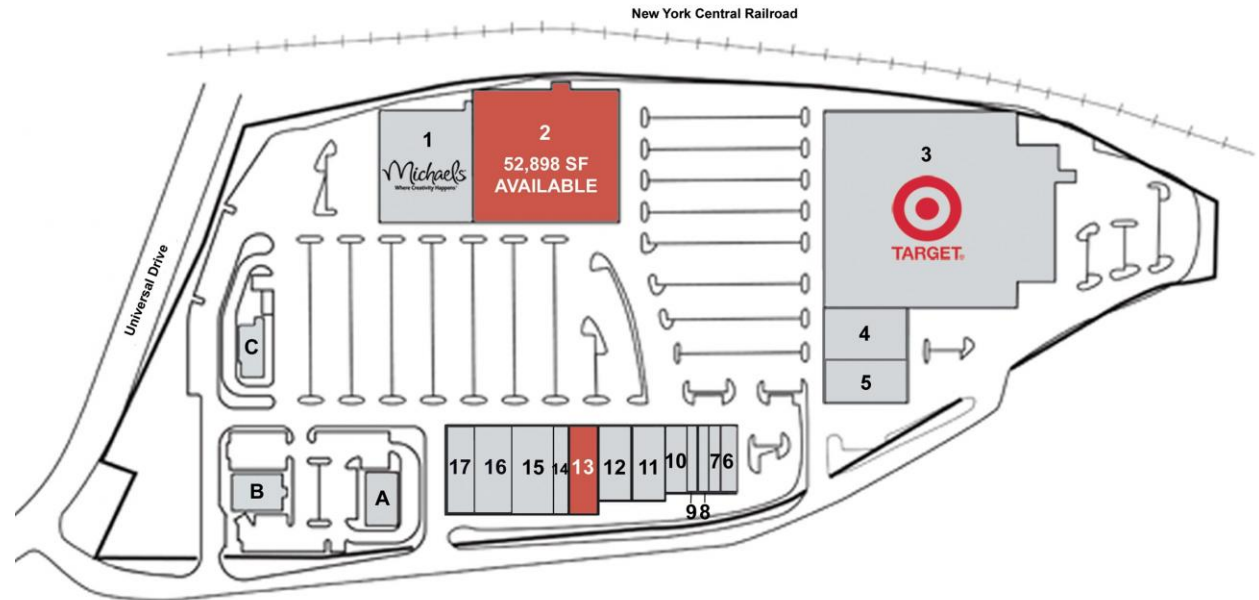 New York Central Railroad
Universal Drive
1
Michaels
Where Creativity Happens™
2
52,898 SF
AVAILABLE
3
TARGET®
4
5
C
B
A
17 16 15 14 13 12 11 10 7 6
9 8